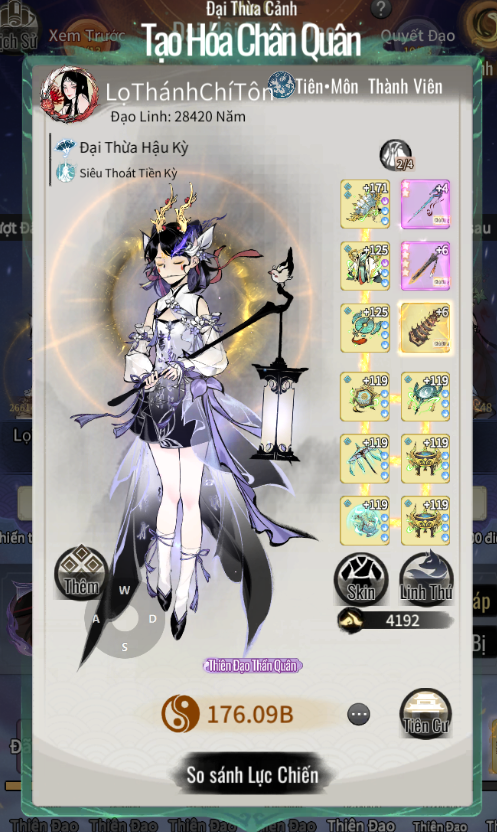 Đại Thừa Cảnh
Xem Trước
Quyết Đạo
Tạo Hóa Chân Quân
LọThánhChíTôn
Tiên•Môn Thành Viên
Đạo Linh: 28420 Năm
Đại Thừa Hậu Kỳ
Siêu Thoát Tiền Kỳ
2/4
+171
+4
+125
+6
+125
+6
+119
+119
+119
+119
+119
+119
Thêm
W
A
D
S
Skin
Linh Thú
4192
Thiên Đạo Thần Quân
176.09B
Tiên Cư
So sánh Lực Chiến
Thiên Đạo
Thiên Đạo
Thiên Đạo
Thiên Đạo
Thiên Đạo